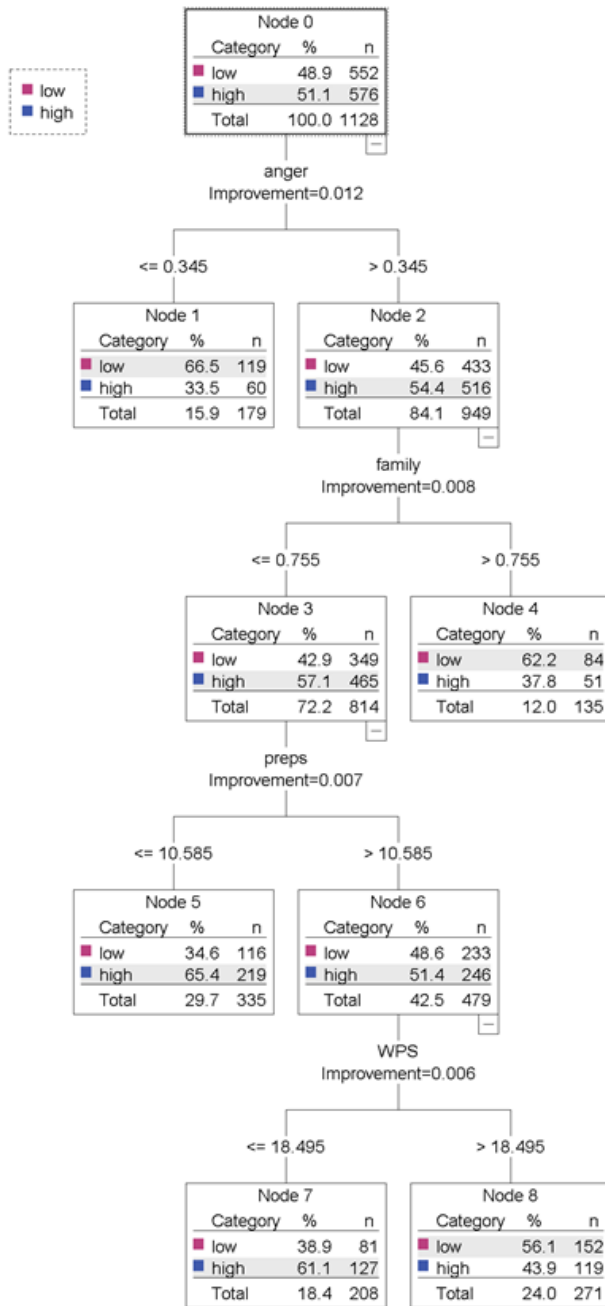 Node 0
Category % n
low 48.9 552
high 51.1 576
Total 100.0 1128
low
high
anger
Improvement=0.012
<= 0.345
> 0.345
Node 1
Category % n
low 66.5 119
high 33.5 60
Total 15.9 179
Node 2
Category % n
low 45.6 433
high 54.4 516
Total 84.1 949
family
Improvement=0.008
<= 0.755
> 0.755
Node 3
Category % n
low 42.9 349
high 57.1 465
Total 72.2 814
Node 4
Category % n
low 62.2 84
high 37.8 51
Total 12.0 135
preps
Improvement=0.007
<= 10.585
> 10.585
Node 5
Category % n
low 34.6 116
high 65.4 219
Total 29.7 335
Node 6
Category % n
low 48.6 233
high 51.4 246
Total 42.5 479
WPS
Improvement=0.006
<= 18.495
> 18.495
Node 7
Category % n
low 38.9 81
high 61.1 127
Total 18.4 208
Node 8
Category % n
low 56.1 152
high 43.9 119
Total 24.0 271